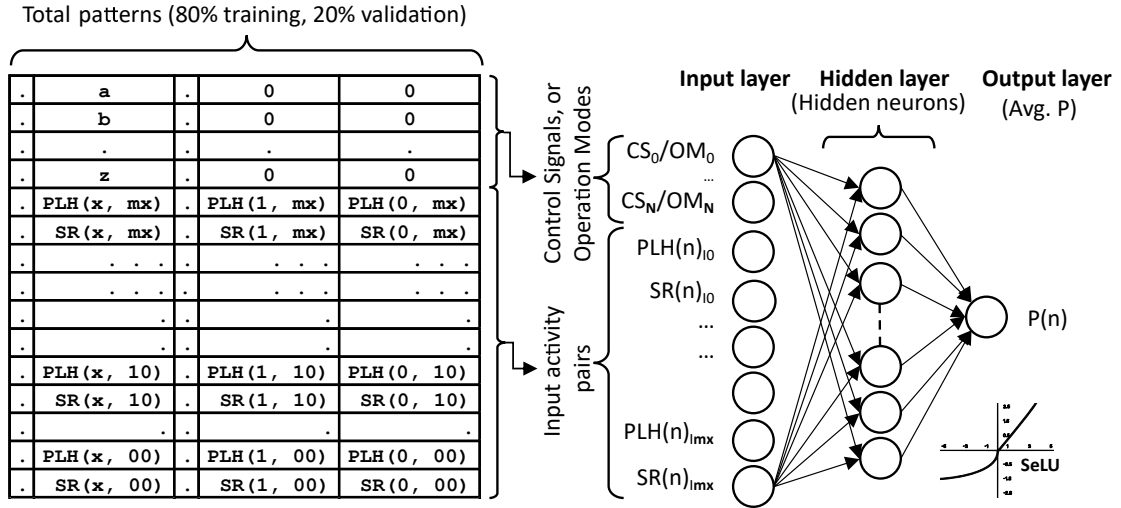 Total patterns (80% training, 20% validation)
. a . 0 0
. b . 0 0
. . . . .
. z . 0 0
. PLH(x, mx) . PLH(1, mx) PLH(0, mx)
. SR(x, mx) . SR(1, mx) SR(0, mx)
. . . . . . . . . . .
. . . . . . . . . . .
. . . . .
. . . . .
. PLH(x, 10) . PLH(1, 10) PLH(0, 10)
. SR(x, 10) . SR(1, 10) SR(0, 10)
. . . . .
. PLH(x, 00) . PLH(1, 00) PLH(0, 00)
. SR(x, 00) . SR(1, 00) SR(0, 00)
Control Signals, or
Operation Modes
Input activity
pairs
Input layer
CS0/OM0
...
CSN/OMN
PLH(n)I0
SR(n)I0
...
...
PLH(n)Imx
SR(n)Imx
Hidden layer
(Hidden neurons)
Output layer
(Avg. P)
P(n)
SeLU